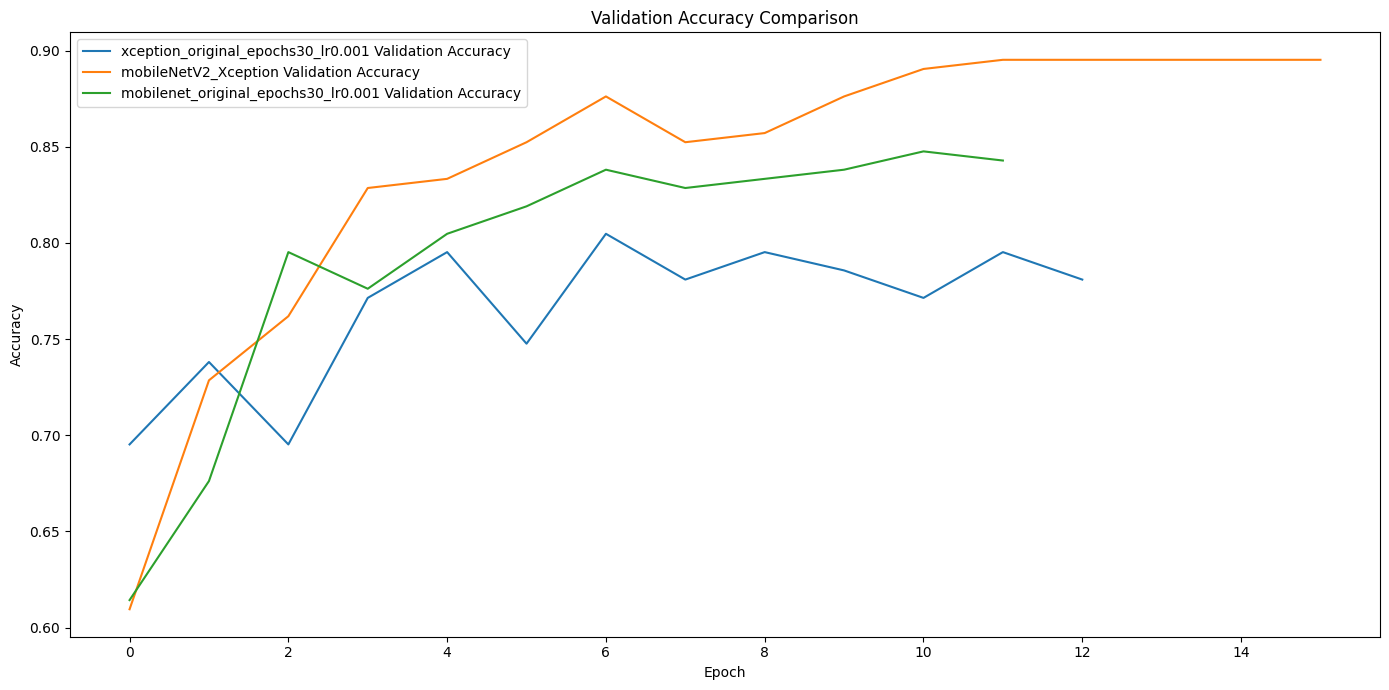 Validation Accuracy Comparison
xception_original_epochs30_lr0.001 Validation Accuracy
mobileNetV2_Xception Validation Accuracy
mobilenet_original_epochs30_lr0.001 Validation Accuracy
0.90
0.85
0.80
0.75
0.70
0.65
0.60
Accuracy
0 2 4 6 8 10 12 14
Epoch